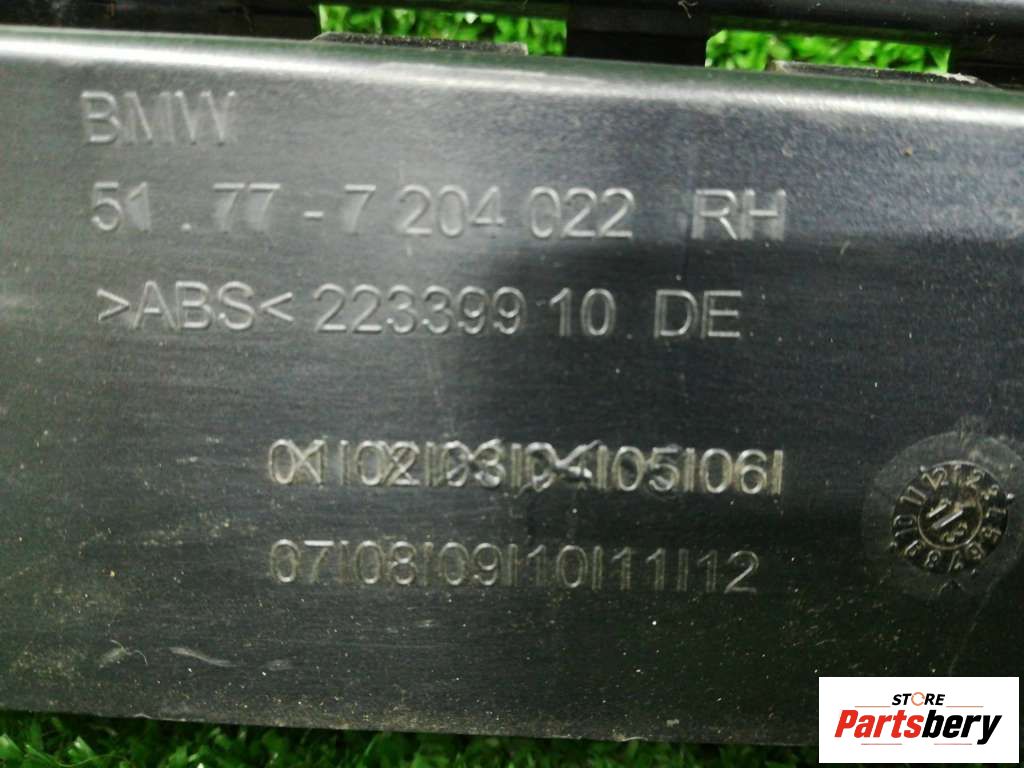 BMW
51.77-7 204 022 RH
>ABS< 223399 10 DE
01|02|03|04|05|06|
07|08|09|10|11|12
STORE
Partsbery